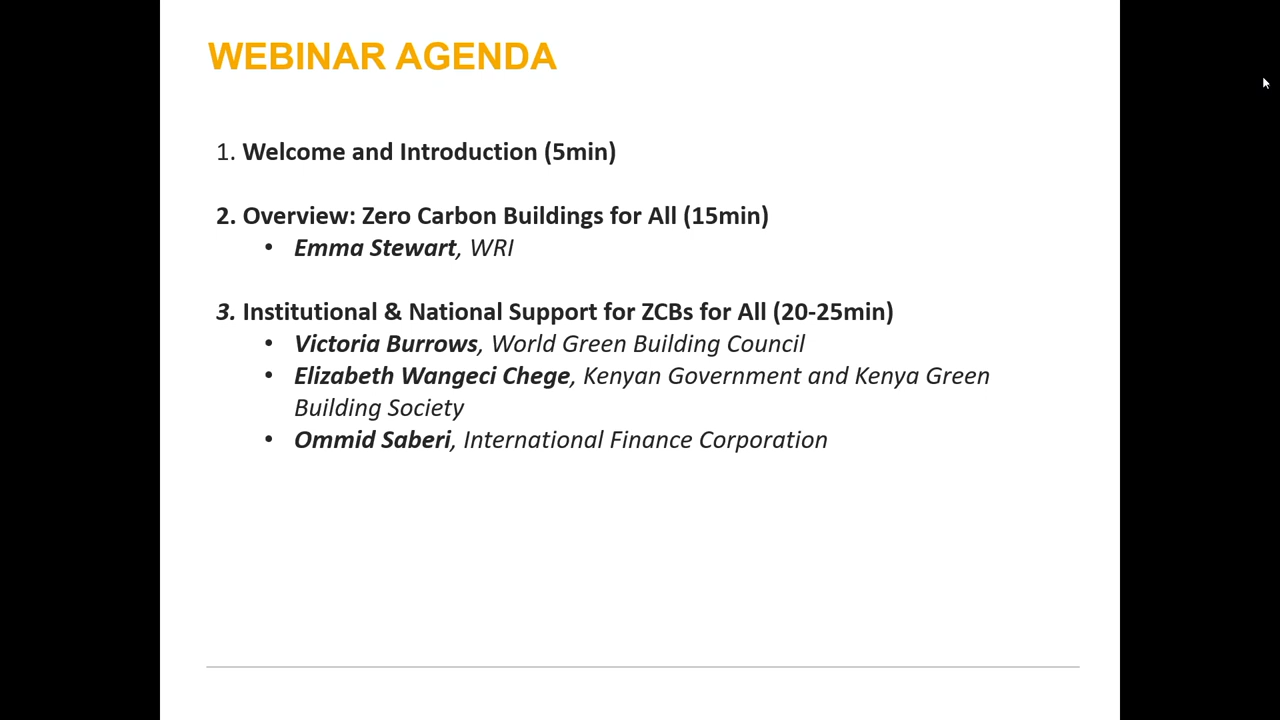 WEBINAR AGENDA
1. Welcome and Introduction (5min)
2. Overview: Zero Carbon Buildings for All (15min)
• Emma Stewart, WRI
3. Institutional & National Support for ZCBs for All (20-25min)
• Victoria Burrows, World Green Building Council
• Elizabeth Wangeci Chege, Kenyan Government and Kenya Green
Building Society
• Ommid Saberi, International Finance Corporation